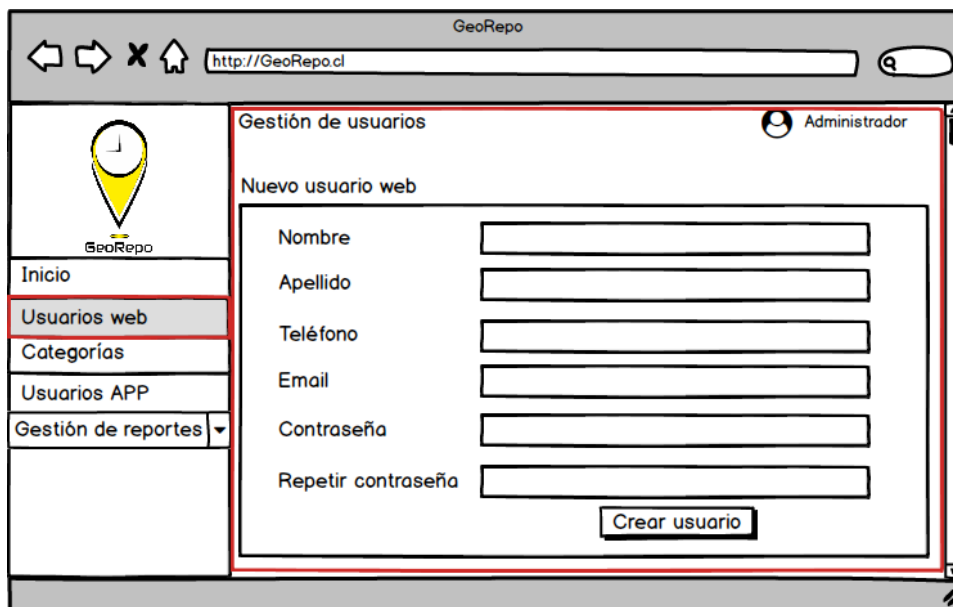 GeoRepo
http://GeoRepo.cl
GeoRepo
Inicio
Usuarios web
Categorías
Usuarios APP
Gestión de reportes
Gestión de usuarios
Administrador
Nuevo usuario web
Nombre
Apellido
Teléfono
Email
Contraseña
Repetir contraseña
Crear usuario